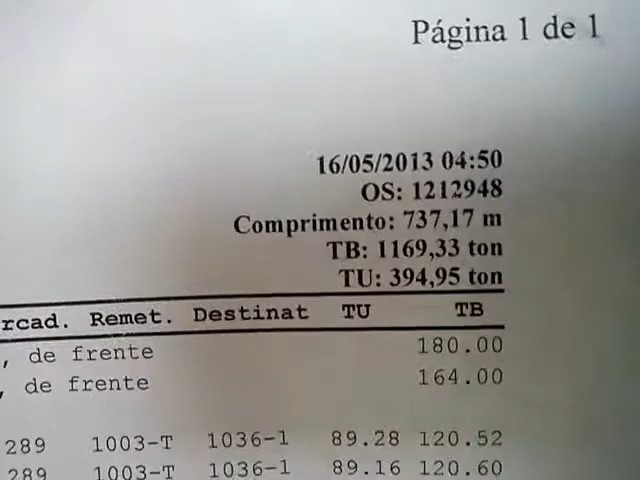 Página 1 de 1
16/05/2013 04:50
OS: 1212948
Comprimento: 737,17 m
TB: 1169,33 ton
TU: 394,95 ton
rcad. Remet. Destinat TU TB
, de frente 180.00
, de frente 164.00
289 1003-T 1036-1 89.28 120.52
289 1003-T 1036-1 89.16 120.60